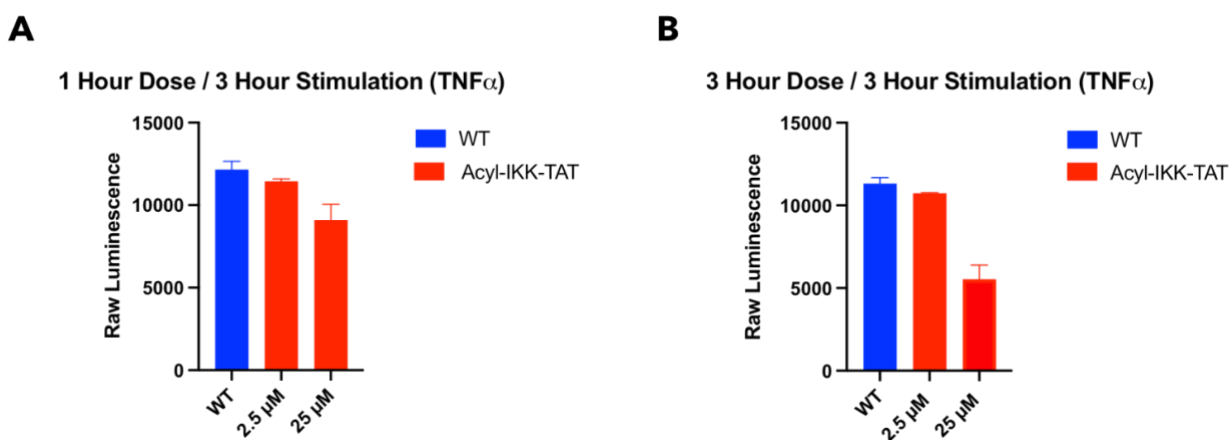 A
1 Hour Dose / 3 Hour Stimulation (TNFα)
Raw Luminescence
15000
10000
5000
0
WT
2.5 µM
25 µM
WT
Acyl-IKK-TAT
B
3 Hour Dose / 3 Hour Stimulation (TNFα)
Raw Luminescence
15000
10000
5000
0
WT
2.5 µM
25 µM
WT
Acyl-IKK-TAT